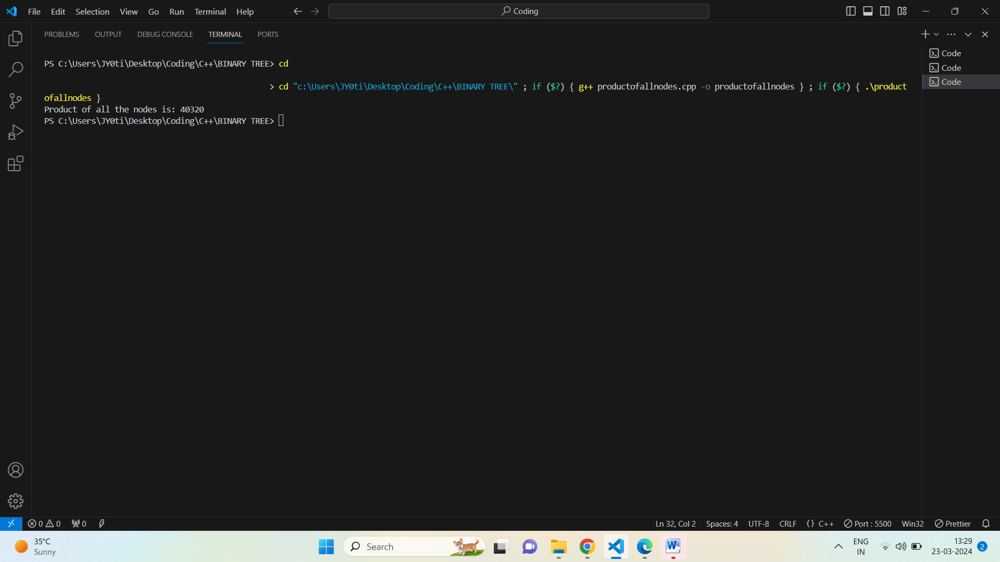 File Edit Selection View Go Run Terminal Help
Coding
PROBLEMS OUTPUT DEBUG CONSOLE TERMINAL PORTS
PS C:\Users\JY0ti\Desktop\Coding\C++\BINARY TREE> cd
> cd "c:\Users\JY0ti\Desktop\Coding\C++\BINARY TREE\" ; if ($?) { g++ productofallnodes.cpp -o productofallnodes } ; if ($?) { .\product
ofallnodes }
Product of all the nodes is: 40320
PS C:\Users\JY0ti\Desktop\Coding\C++\BINARY TREE>
Code
Code
Code
0 0 0 Ln 32, Col 2 Spaces: 4 UTF-8 CRLF {} C++ Port : 5500 Win32 Prettier
35°C
Sunny
Search
W
ENG
IN
13:29
23-03-2024
2